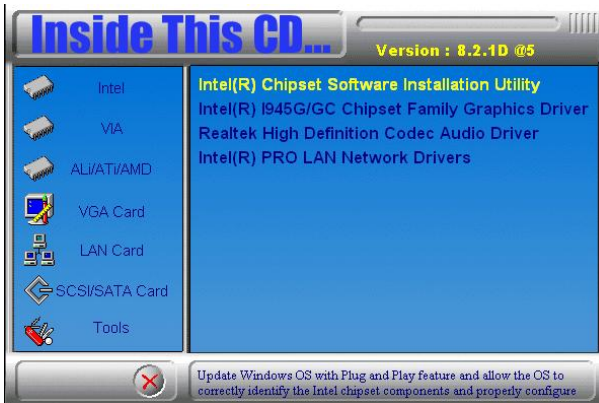 Inside This CD...
Version : 8.2.1D @5
Intel
VIA
ALi/ATi/AMD
VGA Card
LAN Card
SCSI/SATA Card
Tools
Intel(R) Chipset Software Installation Utility
Intel(R) I945G/GC Chipset Family Graphics Driver
Realtek High Definition Codec Audio Driver
Intel(R) PRO LAN Network Drivers
Update Windows OS with Plug and Play feature and allow the OS to
correctly identify the Intel chipset components and properly configure